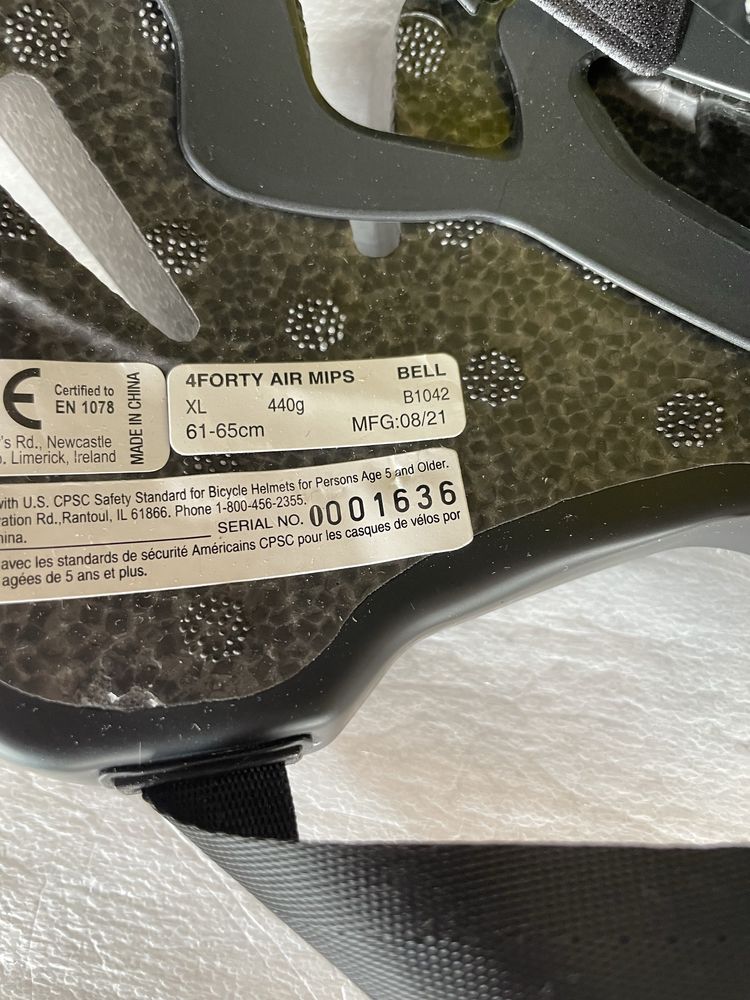 CE
Certified to
EN 1078
's Rd., Newcastle
. Limerick, Ireland
MADE IN CHINA
4FORTY AIR MIPS BELL
XL 440g B1042
61-65cm MFG:08/21
with U.S. CPSC Safety Standard for Bicycle Helmets for Persons Age 5 and Older.
ation Rd.,Rantoul, IL 61866. Phone 1-800-456-2355.
hina. SERIAL NO. 0001636
avec les standards de sécurité Américains CPSC pour les casques de vélos por
agées de 5 ans et plus.